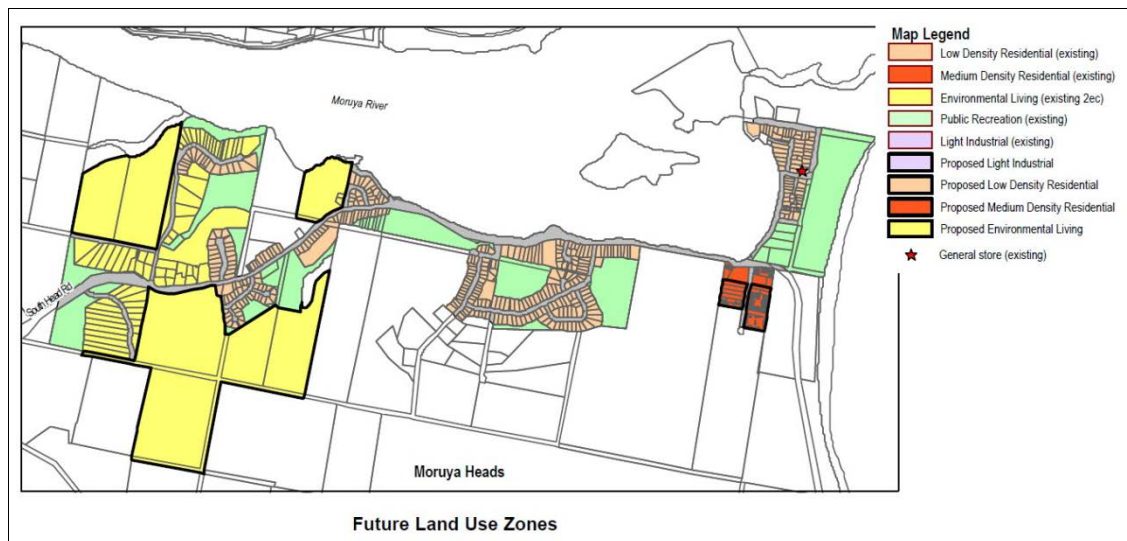 Map Legend
Low Density Residential (existing)
Medium Density Residential (existing)
Environmental Living (existing 2ec)
Public Recreation (existing)
Light Industrial (existing)
Proposed Light Industrial
Proposed Low Density Residential
Proposed Medium Density Residential
Proposed Environmental Living
General store (existing)
Moruya River
South Head Rd
Moruya Heads
Future Land Use Zones